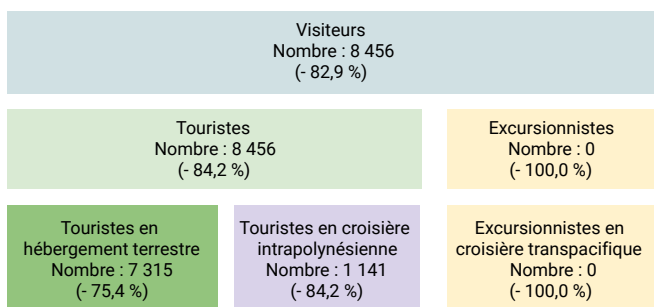 Visiteurs
Nombre : 8 456
(- 82,9 %)
Touristes
Nombre : 8 456
(- 84,2 %)
Excursionnistes
Nombre : 0
(- 100,0 %)
Touristes en
hébergement terrestre
Nombre : 7 315
(- 75,4 %)
Touristes en croisière
intrapolynésienne
Nombre : 1 141
(- 84,2 %)
Excursionnistes en
croisière transpacifique
Nombre : 0
(- 100,0 %)